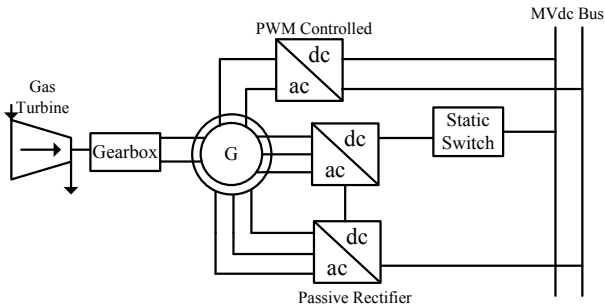 MVdc Bus
PWM Controlled
dc
ac
Gas
Turbine
Gearbox
G
dc
ac
Static
Switch
dc
ac
Passive Rectifier